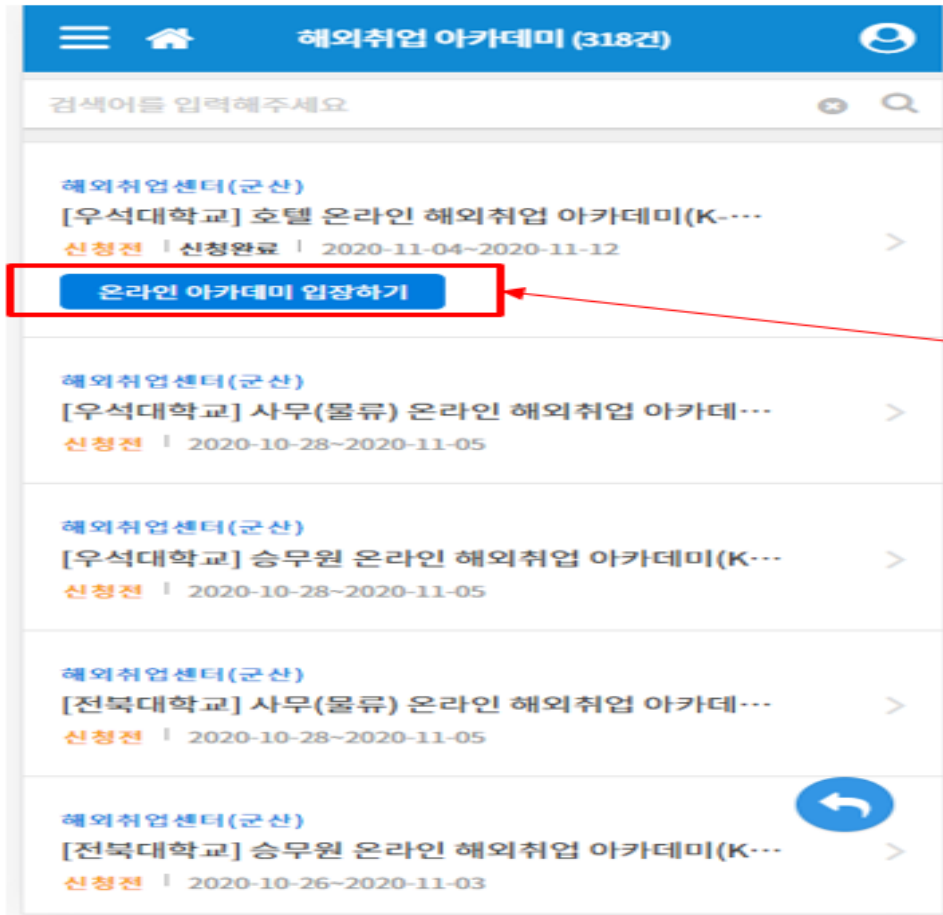 해외취업 아카데미 (318건)
검색어를 입력해주세요
해외취업센터(군산)
[우석대학교] 호텔 온라인 해외취업 아카데미(K-···
신청전 | 신청완료 | 2020-11-04~2020-11-12
온라인 아카데미 입장하기
해외취업센터(군산)
[우석대학교] 사무(물류) 온라인 해외취업 아카데···
신청전 | 2020-10-28~2020-11-05
해외취업센터(군산)
[우석대학교] 승무원 온라인 해외취업 아카데미(K···
신청전 | 2020-10-28~2020-11-05
해외취업센터(군산)
[전북대학교] 사무(물류) 온라인 해외취업 아카데···
신청전 | 2020-10-28~2020-11-05
해외취업센터(군산)
[전북대학교] 승무원 온라인 해외취업 아카데미(K···
신청전 | 2020-10-26~2020-11-03